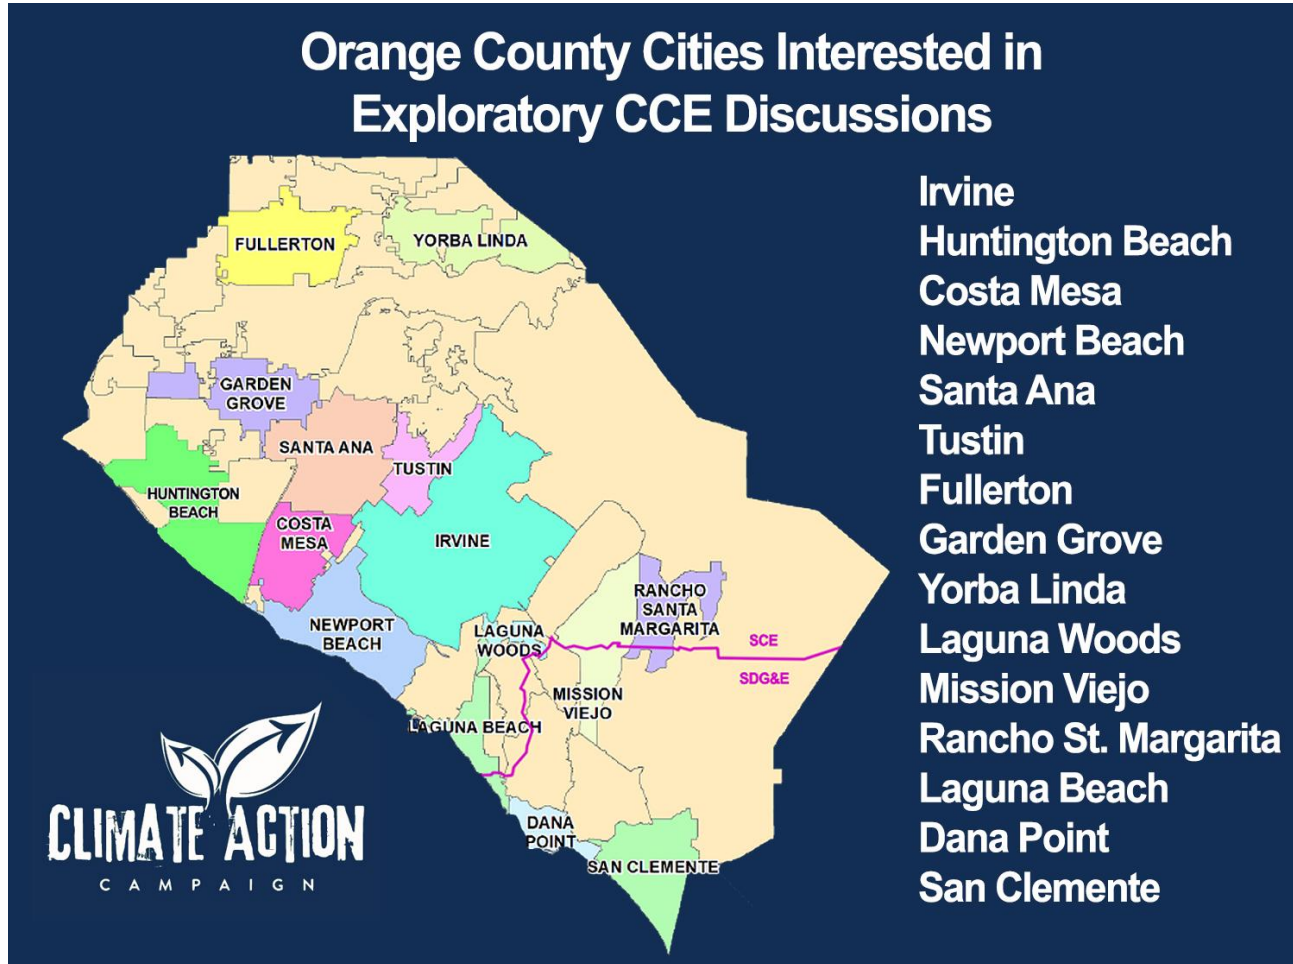 Orange County Cities Interested in
Exploratory CCE Discussions
Irvine
Huntington Beach
Costa Mesa
Newport Beach
Santa Ana
Tustin
Fullerton
Garden Grove
Yorba Linda
Laguna Woods
Mission Viejo
Rancho St. Margarita
Laguna Beach
Dana Point
San Clemente
FULLERTON
YORBA LINDA
GARDEN
GROVE
SANTA ANA
TUSTIN
HUNTINGTON
BEACH
COSTA
MESA
IRVINE
NEWPORT
BEACH
LAGUNA
WOODS
RANCHO
SANTA
MARGARITA
SCE
SDG&E
MISSION
VIEJO
LAGUNA BEACH
DANA
POINT
SAN CLEMENTE
CLIMATE ACTION
CAMPAIGN